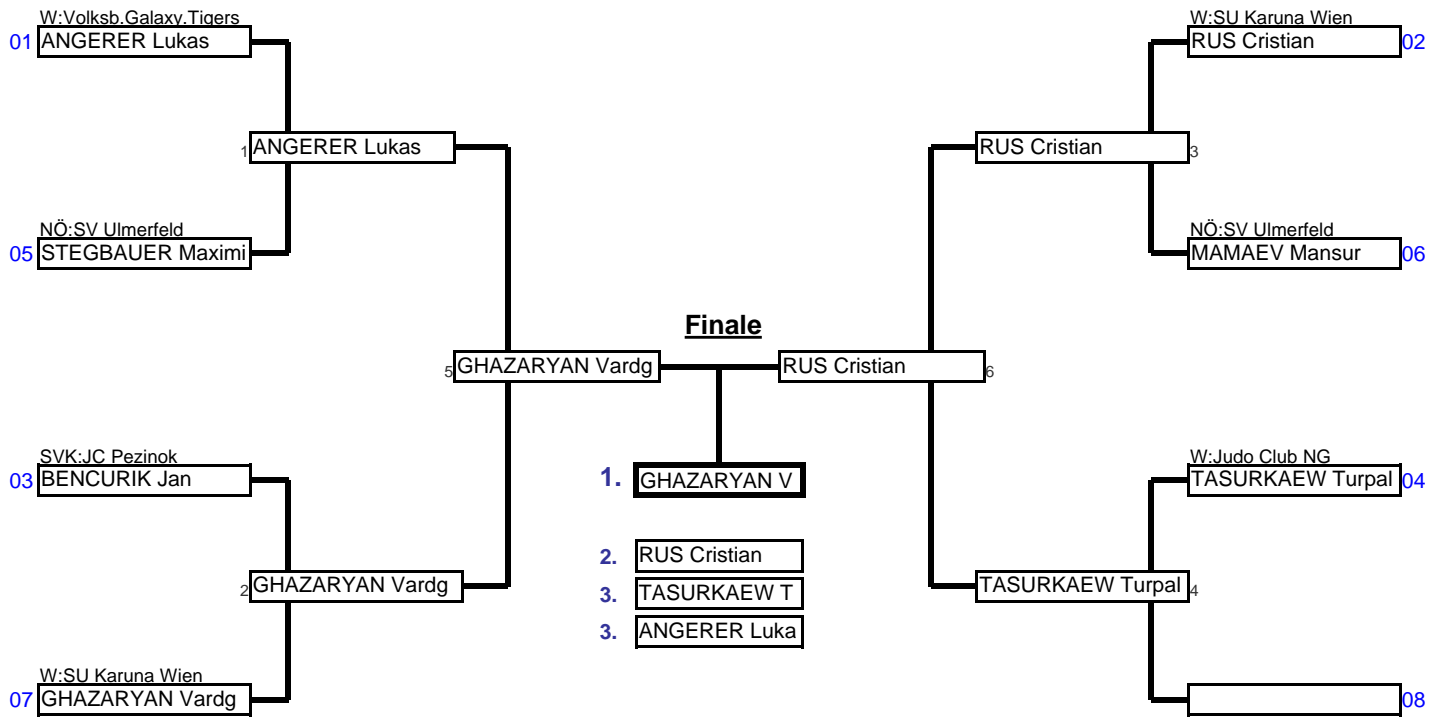 W:Volksb.Galaxy.Tigers
01 ANGERER Lukas
W:SU Karuna Wien
RUS Cristian 02
1 ANGERER Lukas
RUS Cristian 3
NÖ:SV Ulmerfeld
05 STEGBAUER Maximi
NÖ:SV Ulmerfeld
MAMAEV Mansur 06
Finale
5 GHAZARYAN Vardg
RUS Cristian 6
SVK:JC Pezinok
03 BENCURIK Jan
1. GHAZARYAN V
W:Judo Club NG
TASURKAEW Turpal 04
2. RUS Cristian
2 GHAZARYAN Vardg
3. TASURKAEW T
TASURKAEW Turpal 4
3. ANGERER Luka
W:SU Karuna Wien
07 GHAZARYAN Vardg
08